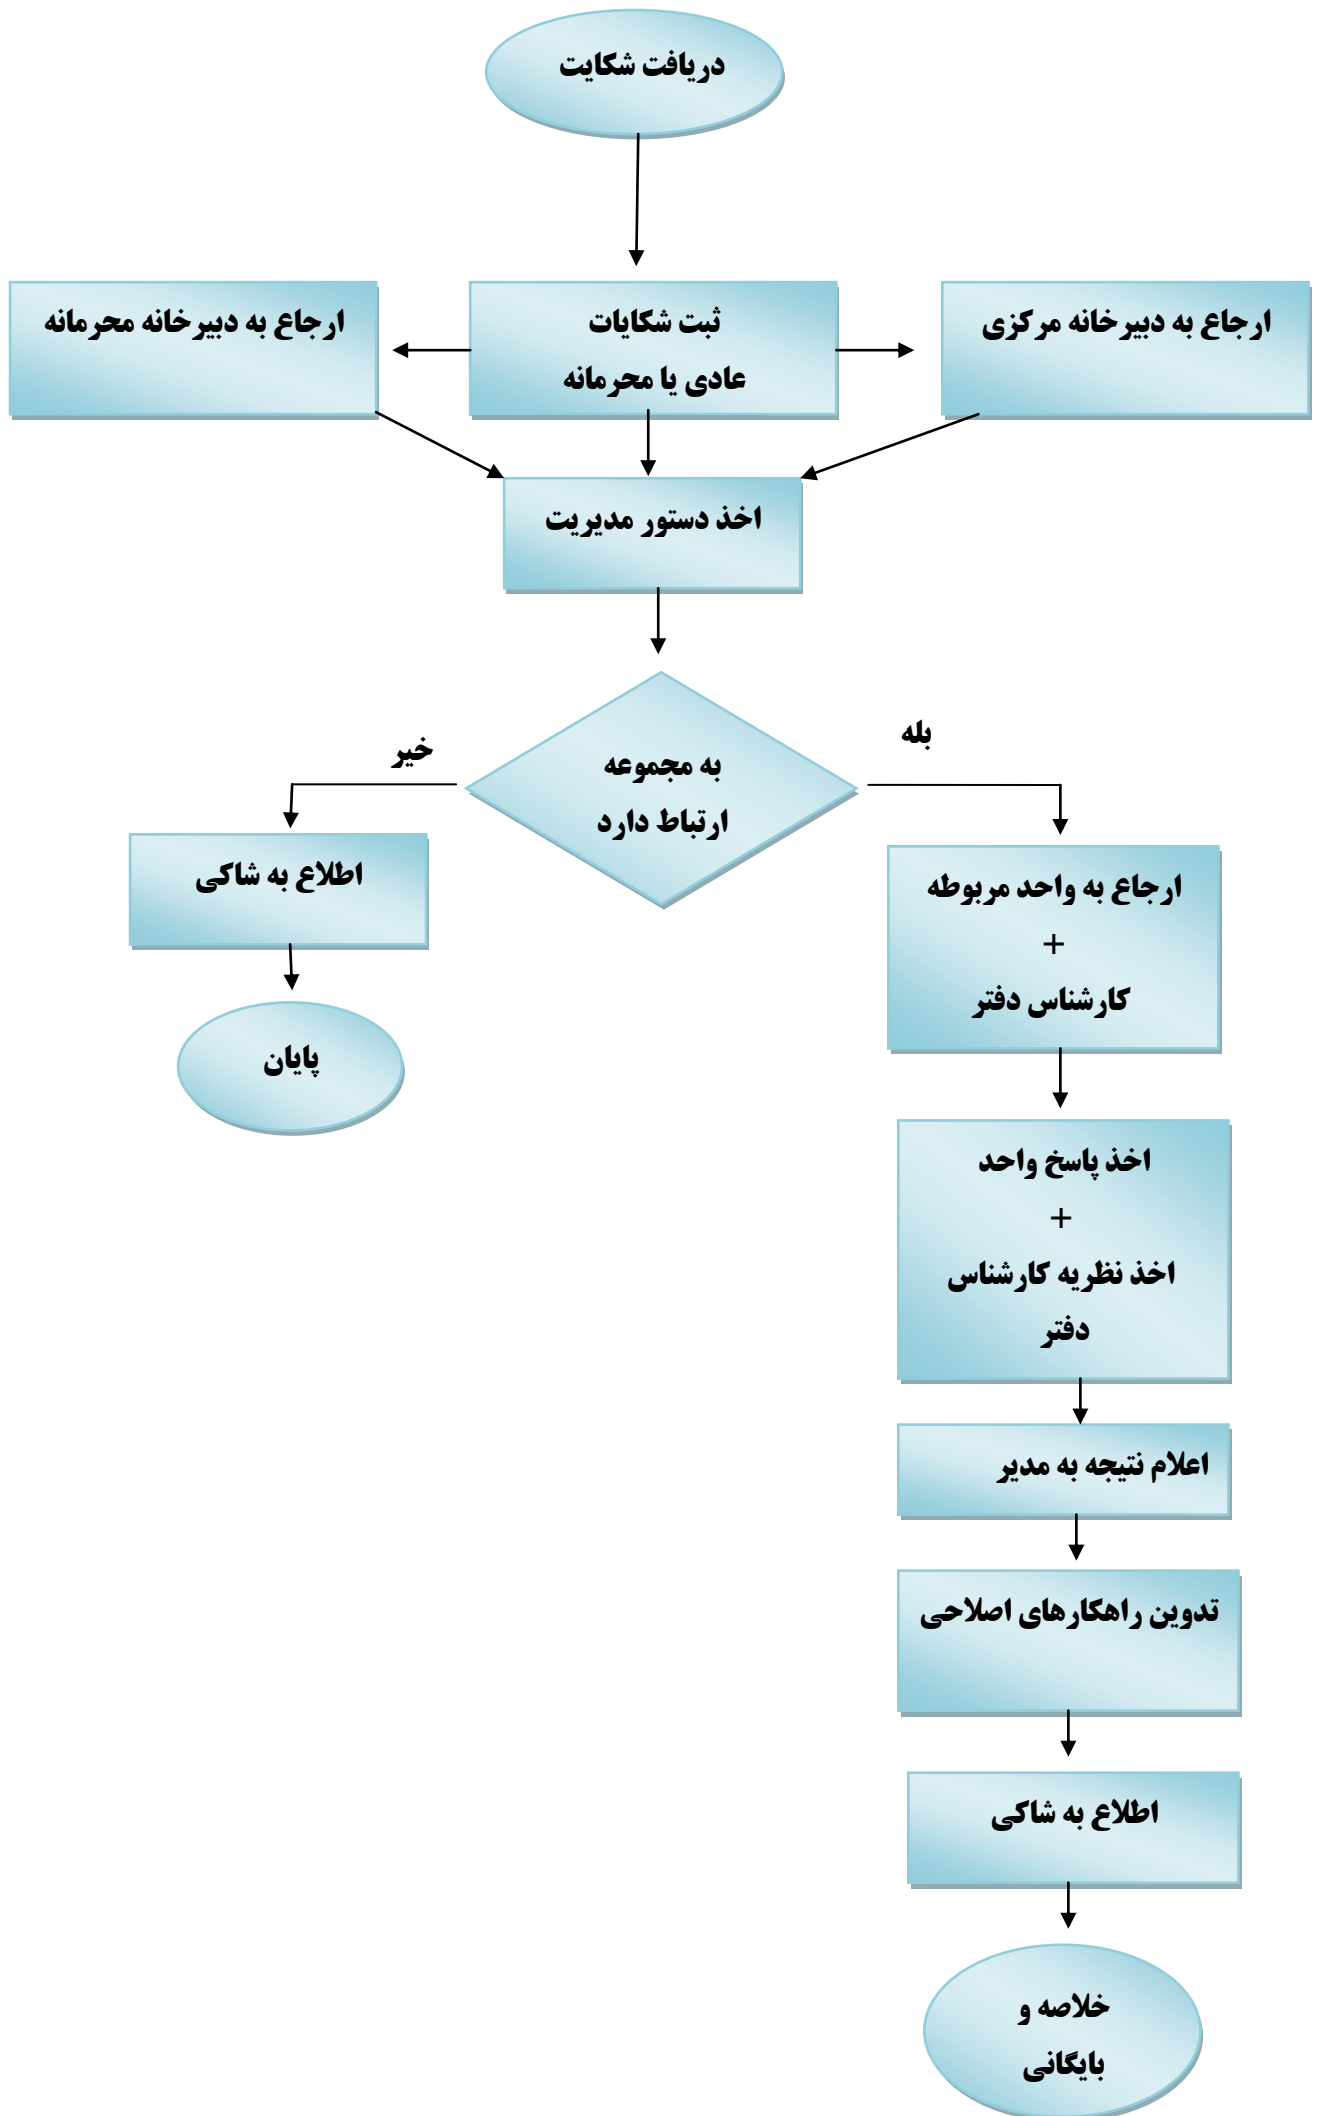 دریافت شکایت
ارجاع به دبیرخانه مرکزی
ثبت شکایات
عادی یا محرمانه
ارجاع به دبیرخانه محرمانه
اخذ دستور مدیریت
به مجموعه
ارتباط دارد
بله
خیر
ارجاع به واحد مربوطه
+
کارشناس دفتر
اخذ پاسخ واحد
+
اخذ نظریه کارشناس
دفتر
اعلام نتیجه به مدیر
تدوین راهکارهای اصلاحی
اطلاع به شاکی
خلاصه و
بایگانی
اطلاع به شاکی
پایان